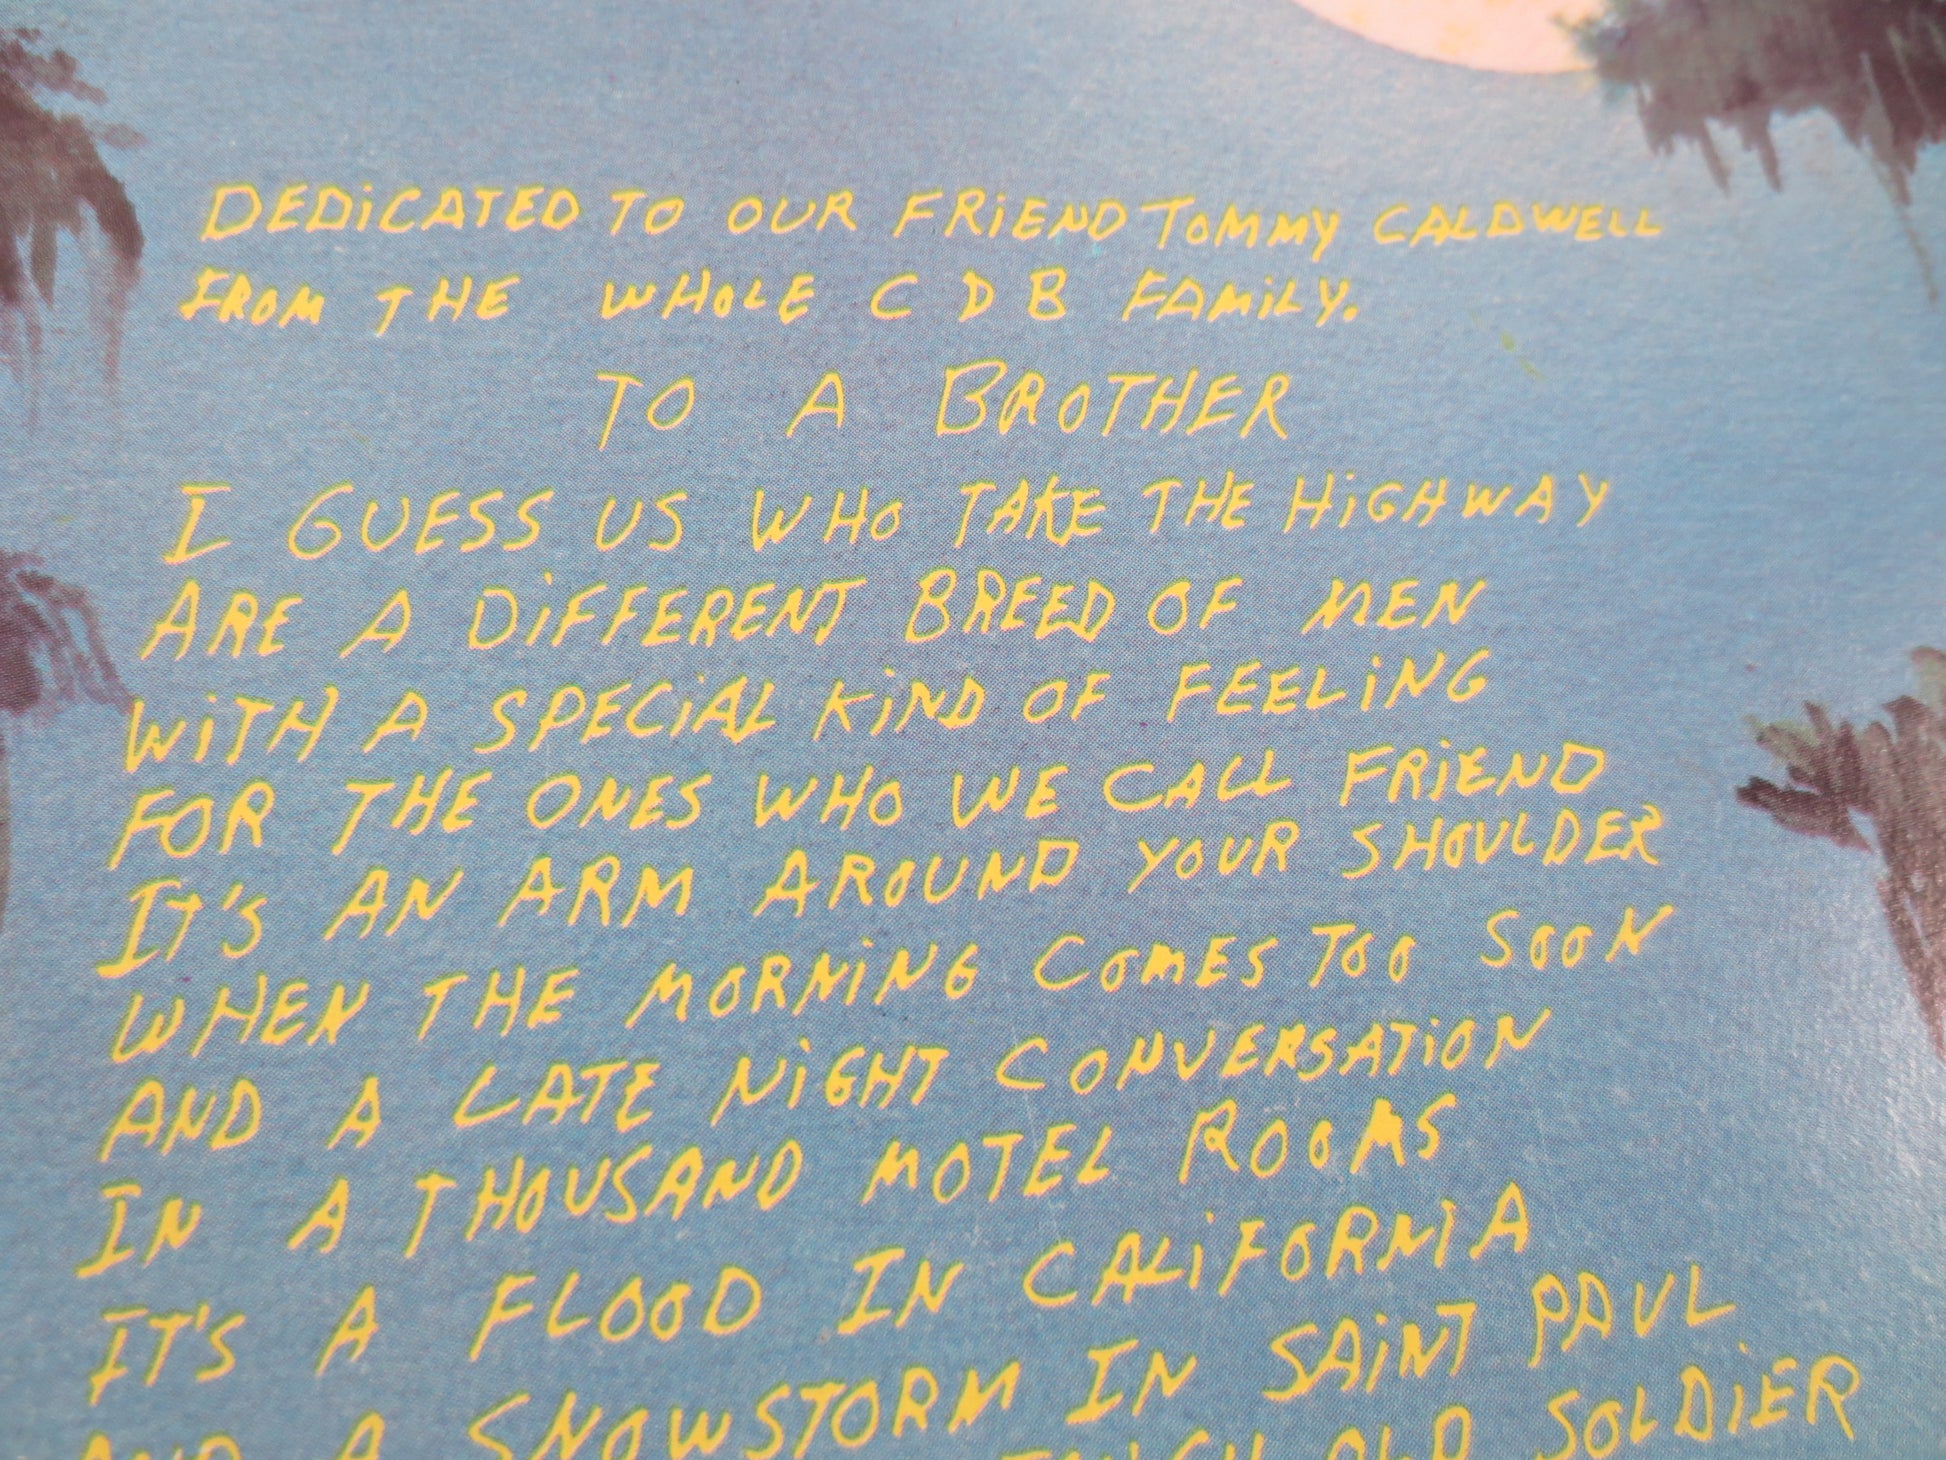 DEDiCATED TO OUR FRiEND TOMMY CALDWELL
FROM THE WHOLE C D B FAMiLY.
TO A BROTHER
I GUESS US WHO TAKE THE HiGHWAY
ARE A DiFFERENT BREED OF MEN
WiTH A SPECiAL KiND OF FEELiNG
FOR THE ONES WHO WE CALL FRiEND
IT'S AN ARM AROUND YOUR SHOULDER
WHEN THE MORNiNG COMES TOO SOON
AND A LATE NiGHT CONVERSATiON
IN A THOUSAND MOTEL ROOMS
IT'S A FLOOD IN CALiFORNIA
AND A SNOWSTORM IN SAiNT PAUL
OLD SOLDiER